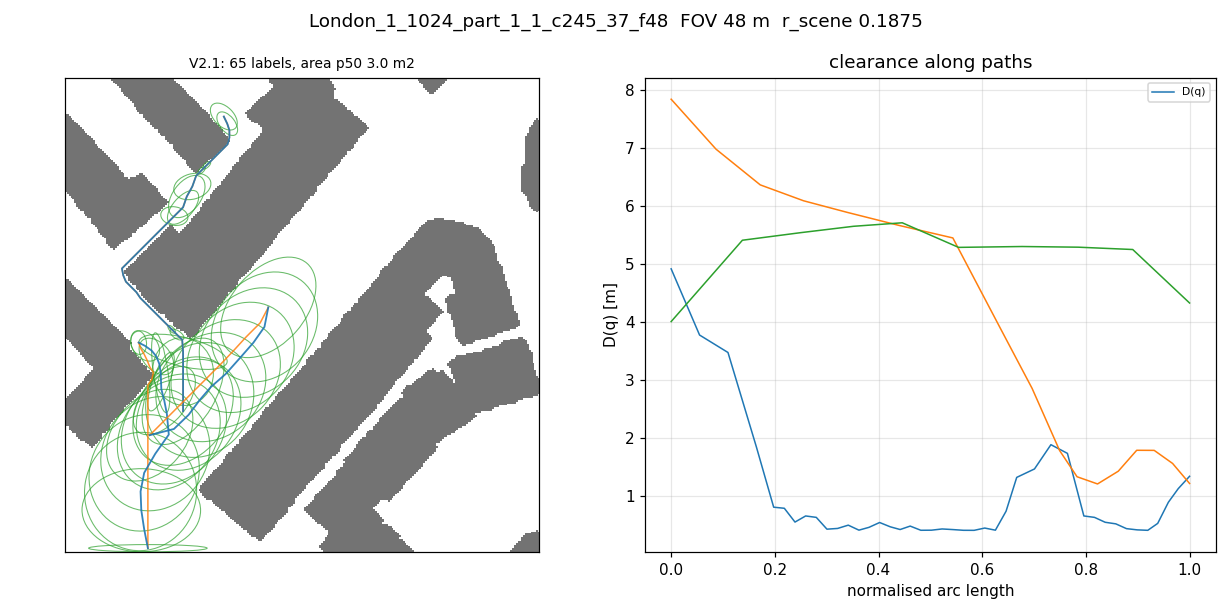 London_1_1024_part_1_1_c245_37_f48  FOV 48 m  r_scene 0.1875
V2.1: 65 labels, area p50 3.0 m2
clearance along paths
D(q)
8
7
6
5
4
3
2
1
D(q) [m]
0.0
0.2
0.4
0.6
0.8
1.0
normalised arc length